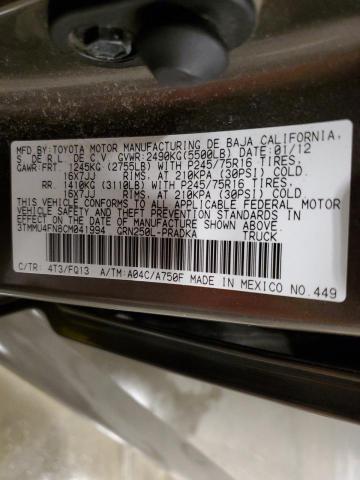 MFD. BY: TOYOTA MOTOR MANUFACTURING DE BAJA CALIFORNIA,
S. DE R.L. DE C.V. GVWR: 2490KG(5500LB) DATE: 01/12
GAWR: FRT. 1245KG (2755LB) WITH P245/75R16 TIRES,
16X7JJ RIMS, AT 210KPA (30PSI) COLD.
RR. 1410KG (3110LB) WITH P245/75R16 TIRES,
16X7JJ RIMS, AT 210KPA (30PSI) COLD.
THIS VEHICLE CONFORMS TO ALL APPLICABLE FEDERAL MOTOR
VEHICLE SAFETY AND THEFT PREVENTION STANDARDS IN EFFECT ON
THE DATE OF MANUFACTURE SHOWN ABOVE.
3TMMU4FN8CM041994 GRN250L-PRADKA TRUCK
C/TR: 4T3/FQ13 A/TM: A04C/A750F MADE IN MEXICO NO.449